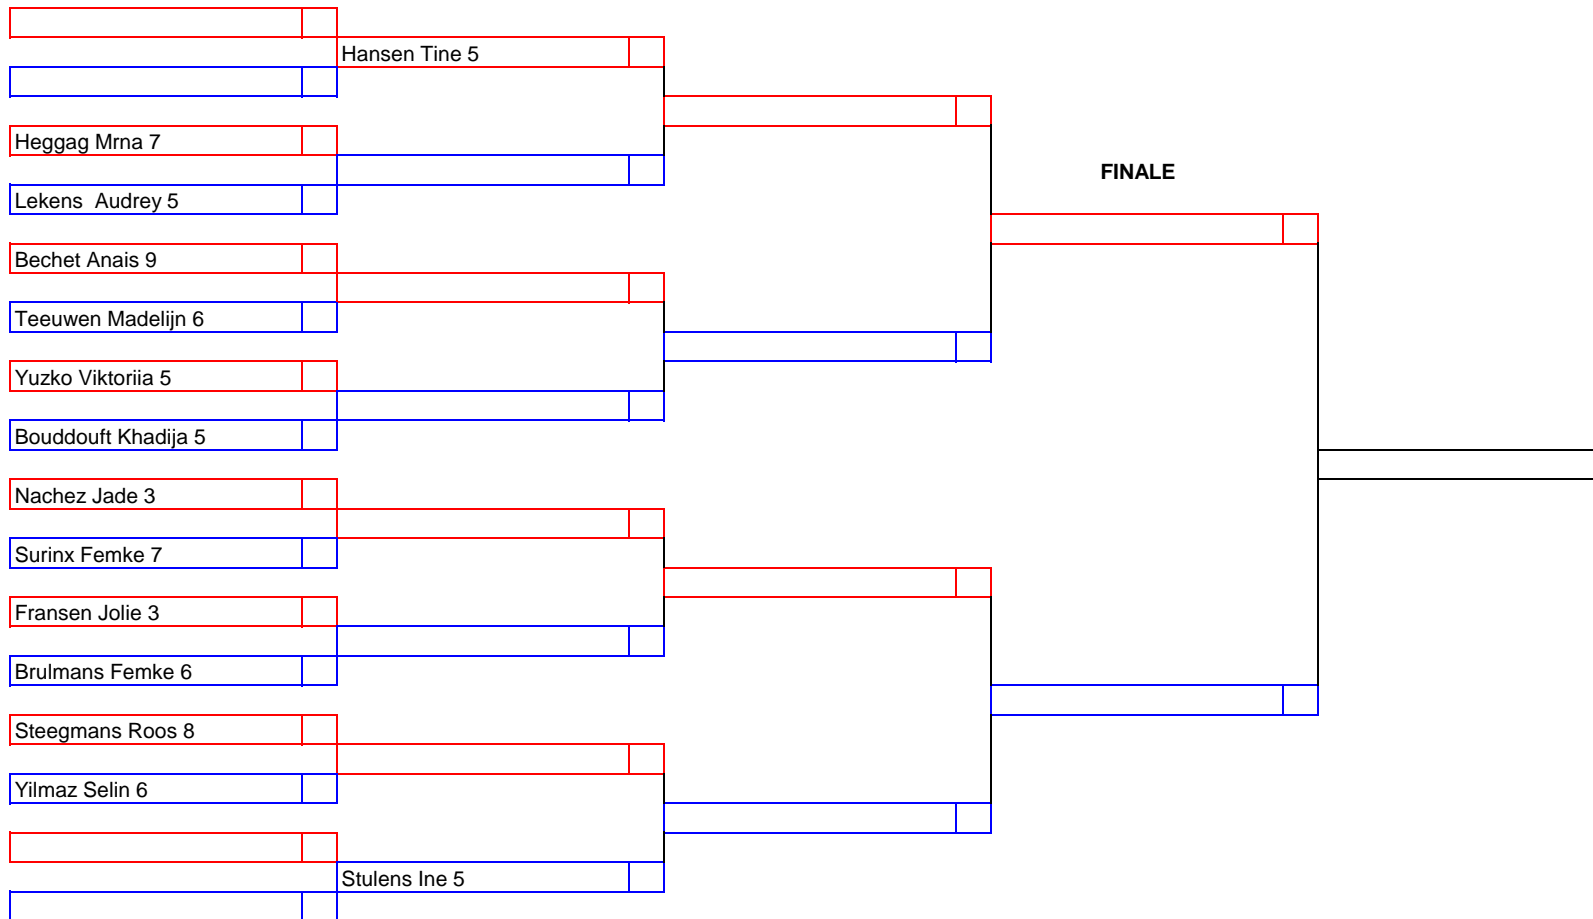 Hansen Tine 5
Heggag Mrna 7
FINALE
Lekens  Audrey 5
Bechet Anais 9
Teeuwen Madelijn 6
Yuzko Viktoriia 5
Bouddouft Khadija 5
Nachez Jade 3
Surinx Femke 7
Fransen Jolie 3
Brulmans Femke 6
Steegmans Roos 8
Yilmaz Selin 6
Stulens Ine 5